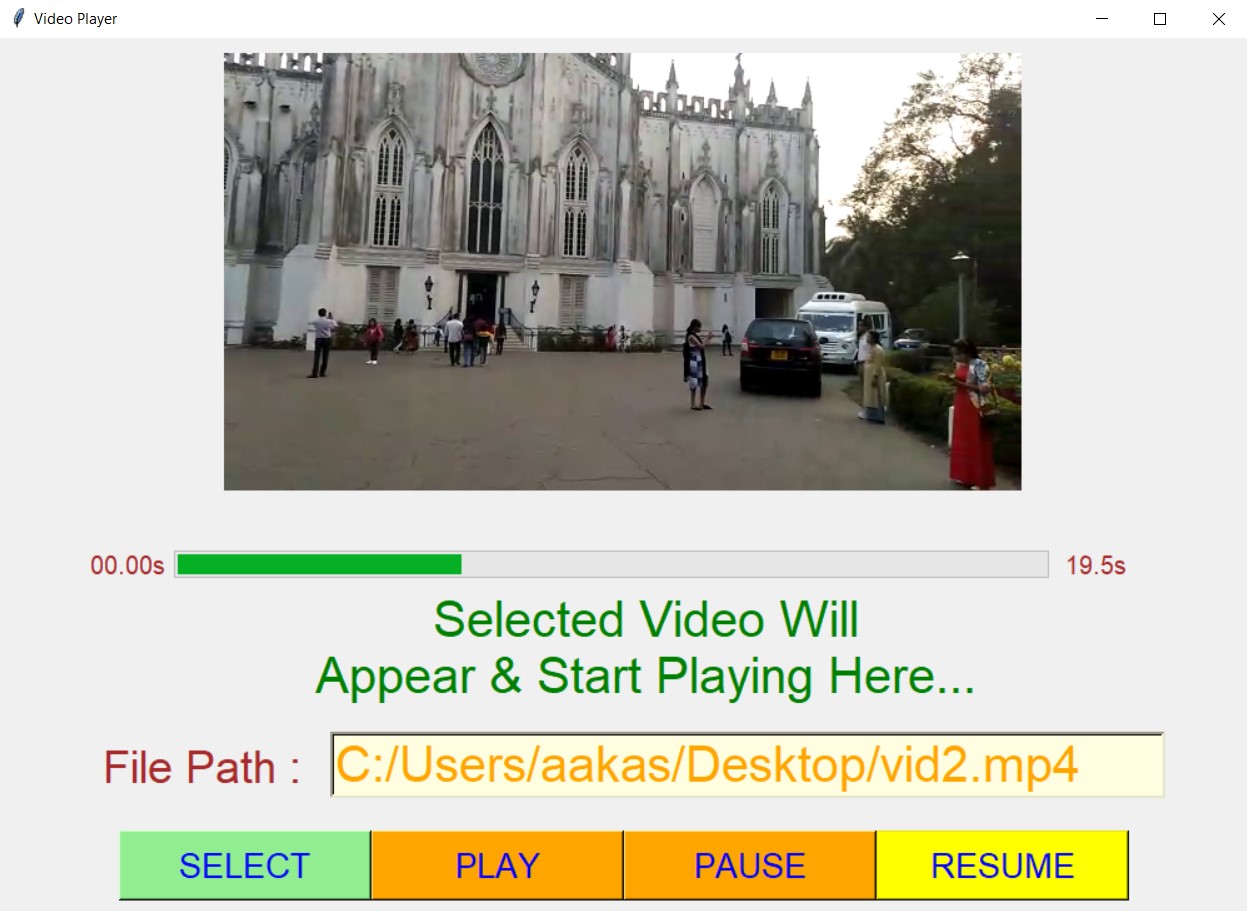 Video Player
00.00s 19.5s
Selected Video Will
Appear & Start Playing Here...
File Path : C:/Users/aakas/Desktop/vid2.mp4
SELECT PLAY PAUSE RESUME